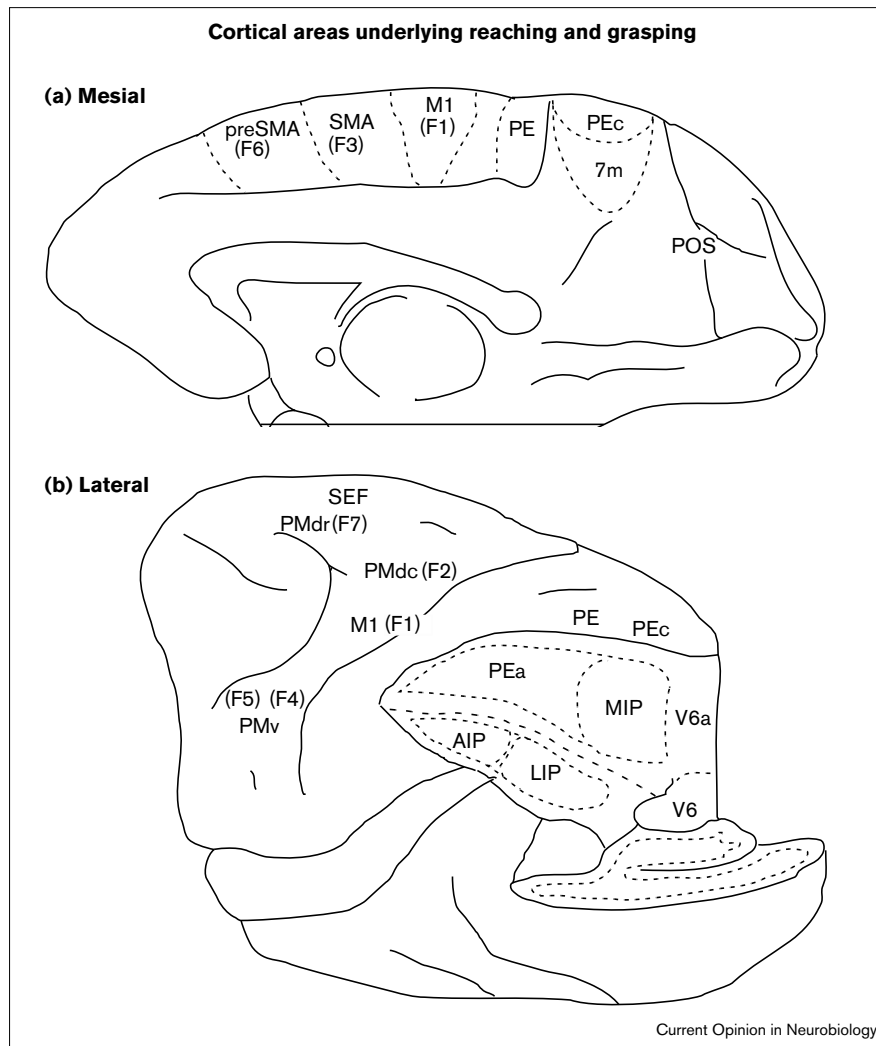 Cortical areas underlying reaching and grasping
(a) Mesial
preSMA
(F6)
SMA
(F3)
M1
(F1)
PE
PEc
7m
POS
(b) Lateral
SEF
PMdr (F7)
PMdc (F2)
M1 (F1)
PE
PEc
PEa
MIP
V6a
(F5) (F4)
PMv
AIP
LIP
V6
Current Opinion in Neurobiology